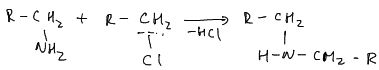 R-CH2 + R-CH2 ⟶ R-CH2
NH2 Cl -HCl H-N-CH2-R